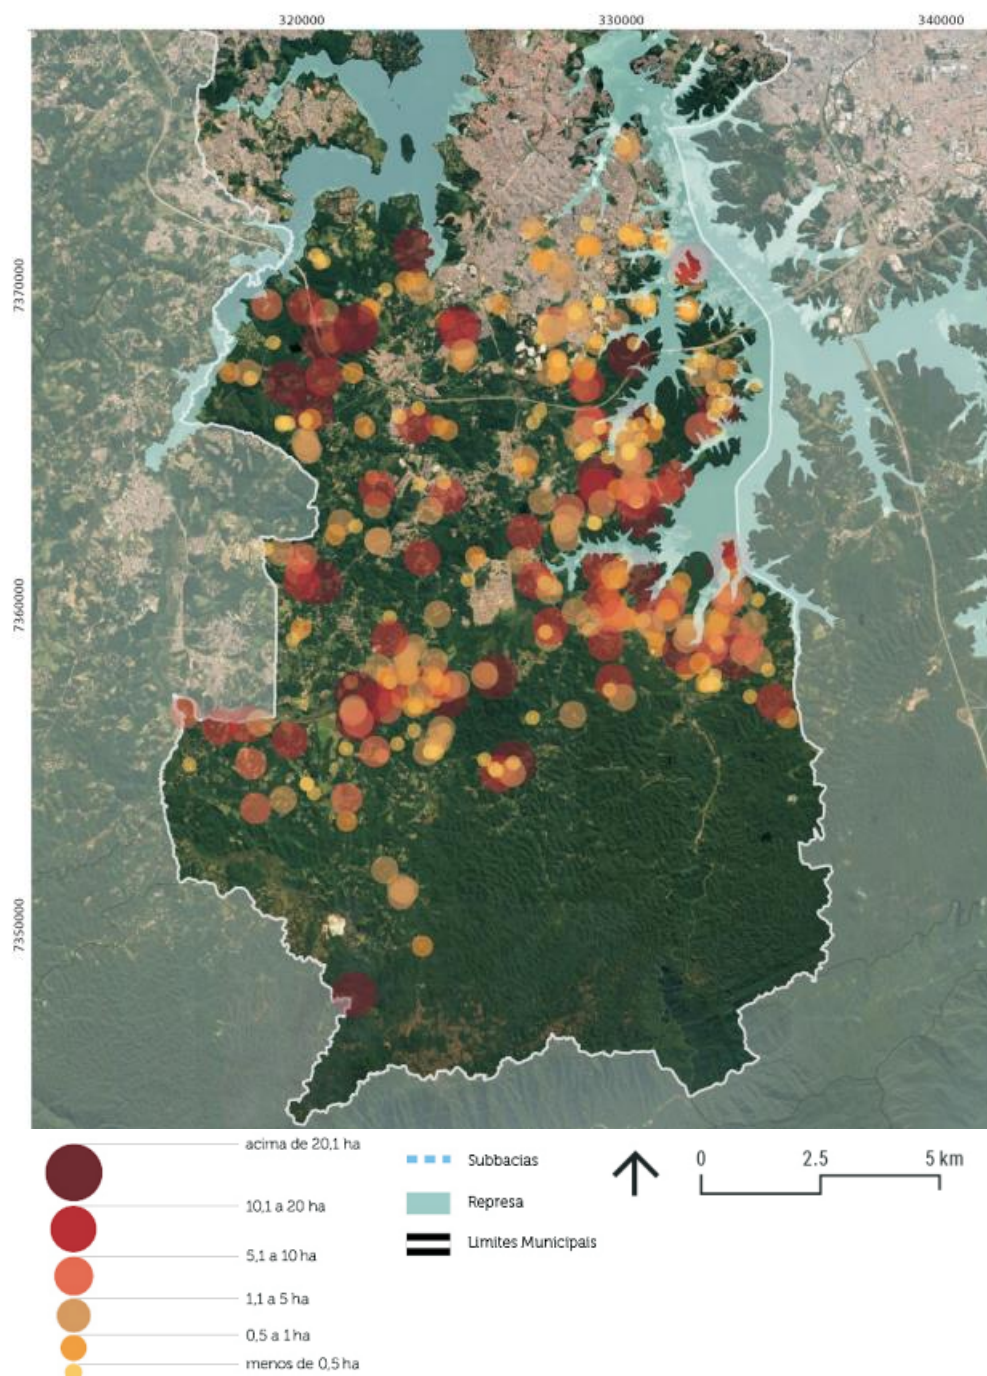 320000
330000
340000
7370000
7360000
7350000
acima de 20,1 ha
10,1 a 20 ha
5,1 a 10 ha
1,1 a 5 ha
0,5 a 1 ha
menos de 0,5 ha
Subbacias
Represa
Limites Municipais
0 2.5 5 km